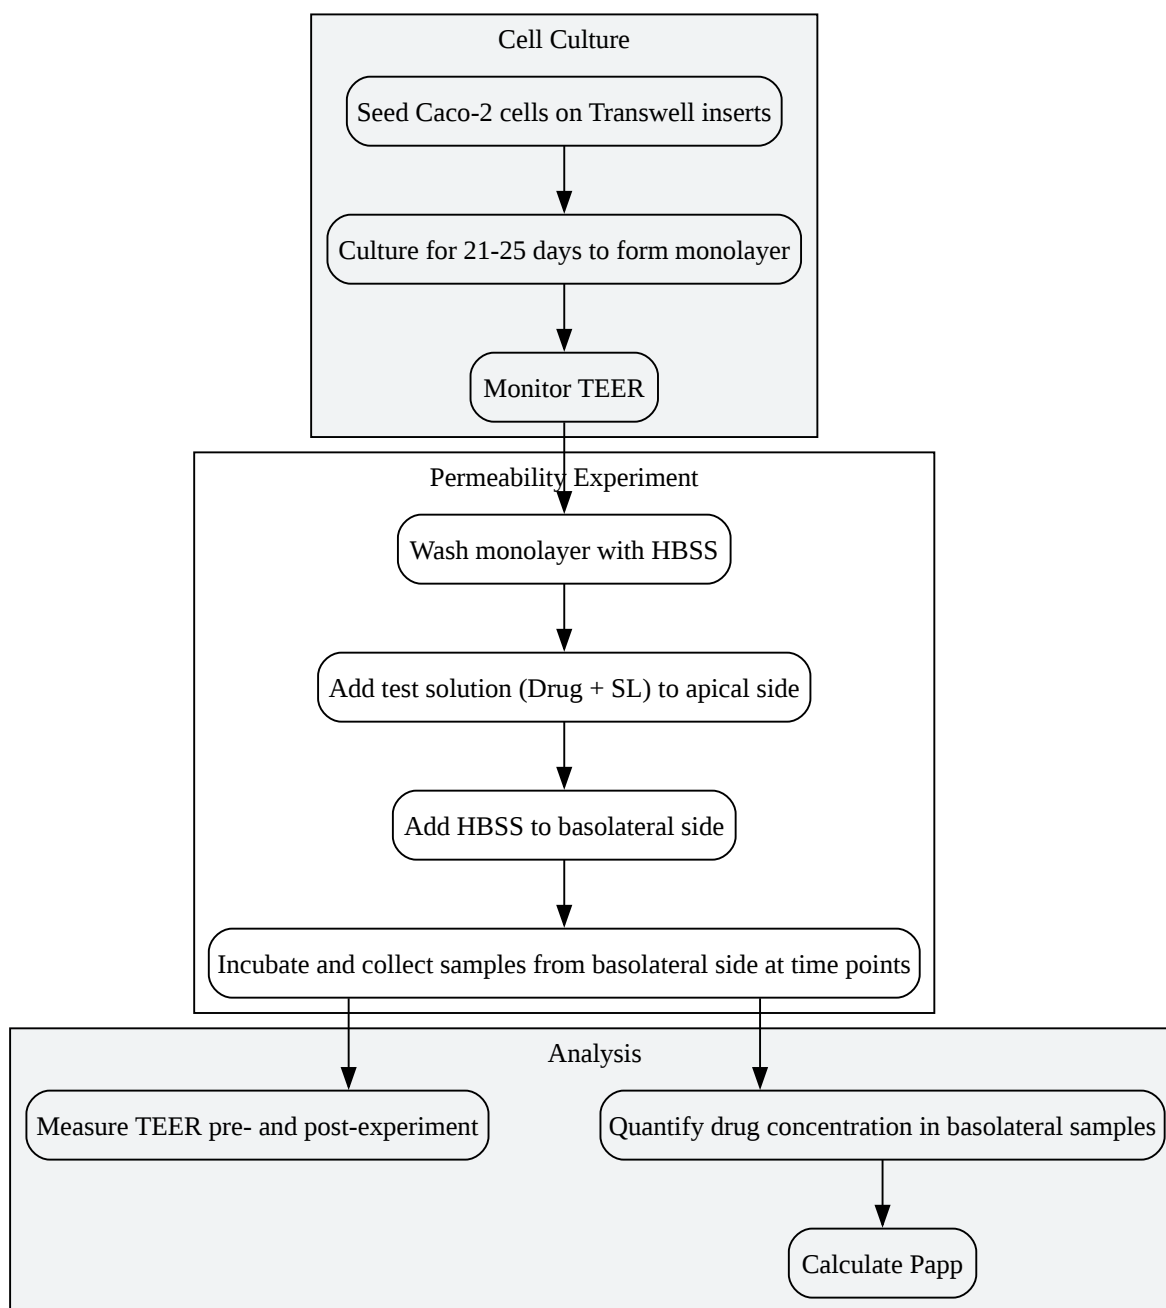 Cell Culture
Seed Caco-2 cells on Transwell inserts
Culture for 21-25 days to form monolayer
Monitor TEER
Permeability Experiment
Wash monolayer with HBSS
Add test solution (Drug + SL) to apical side
Add HBSS to basolateral side
Incubate and collect samples from basolateral side at time points
Analysis
Measure TEER pre- and post-experiment
Quantify drug concentration in basolateral samples
Calculate Papp